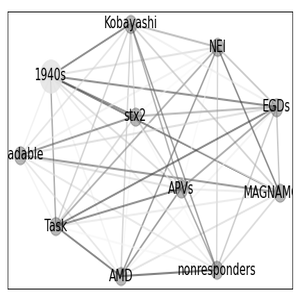 Kobayashi
NEI
1940s
EGDs
stx2
adable
APVs
MAGNAM
Task
nonresponders
AMD